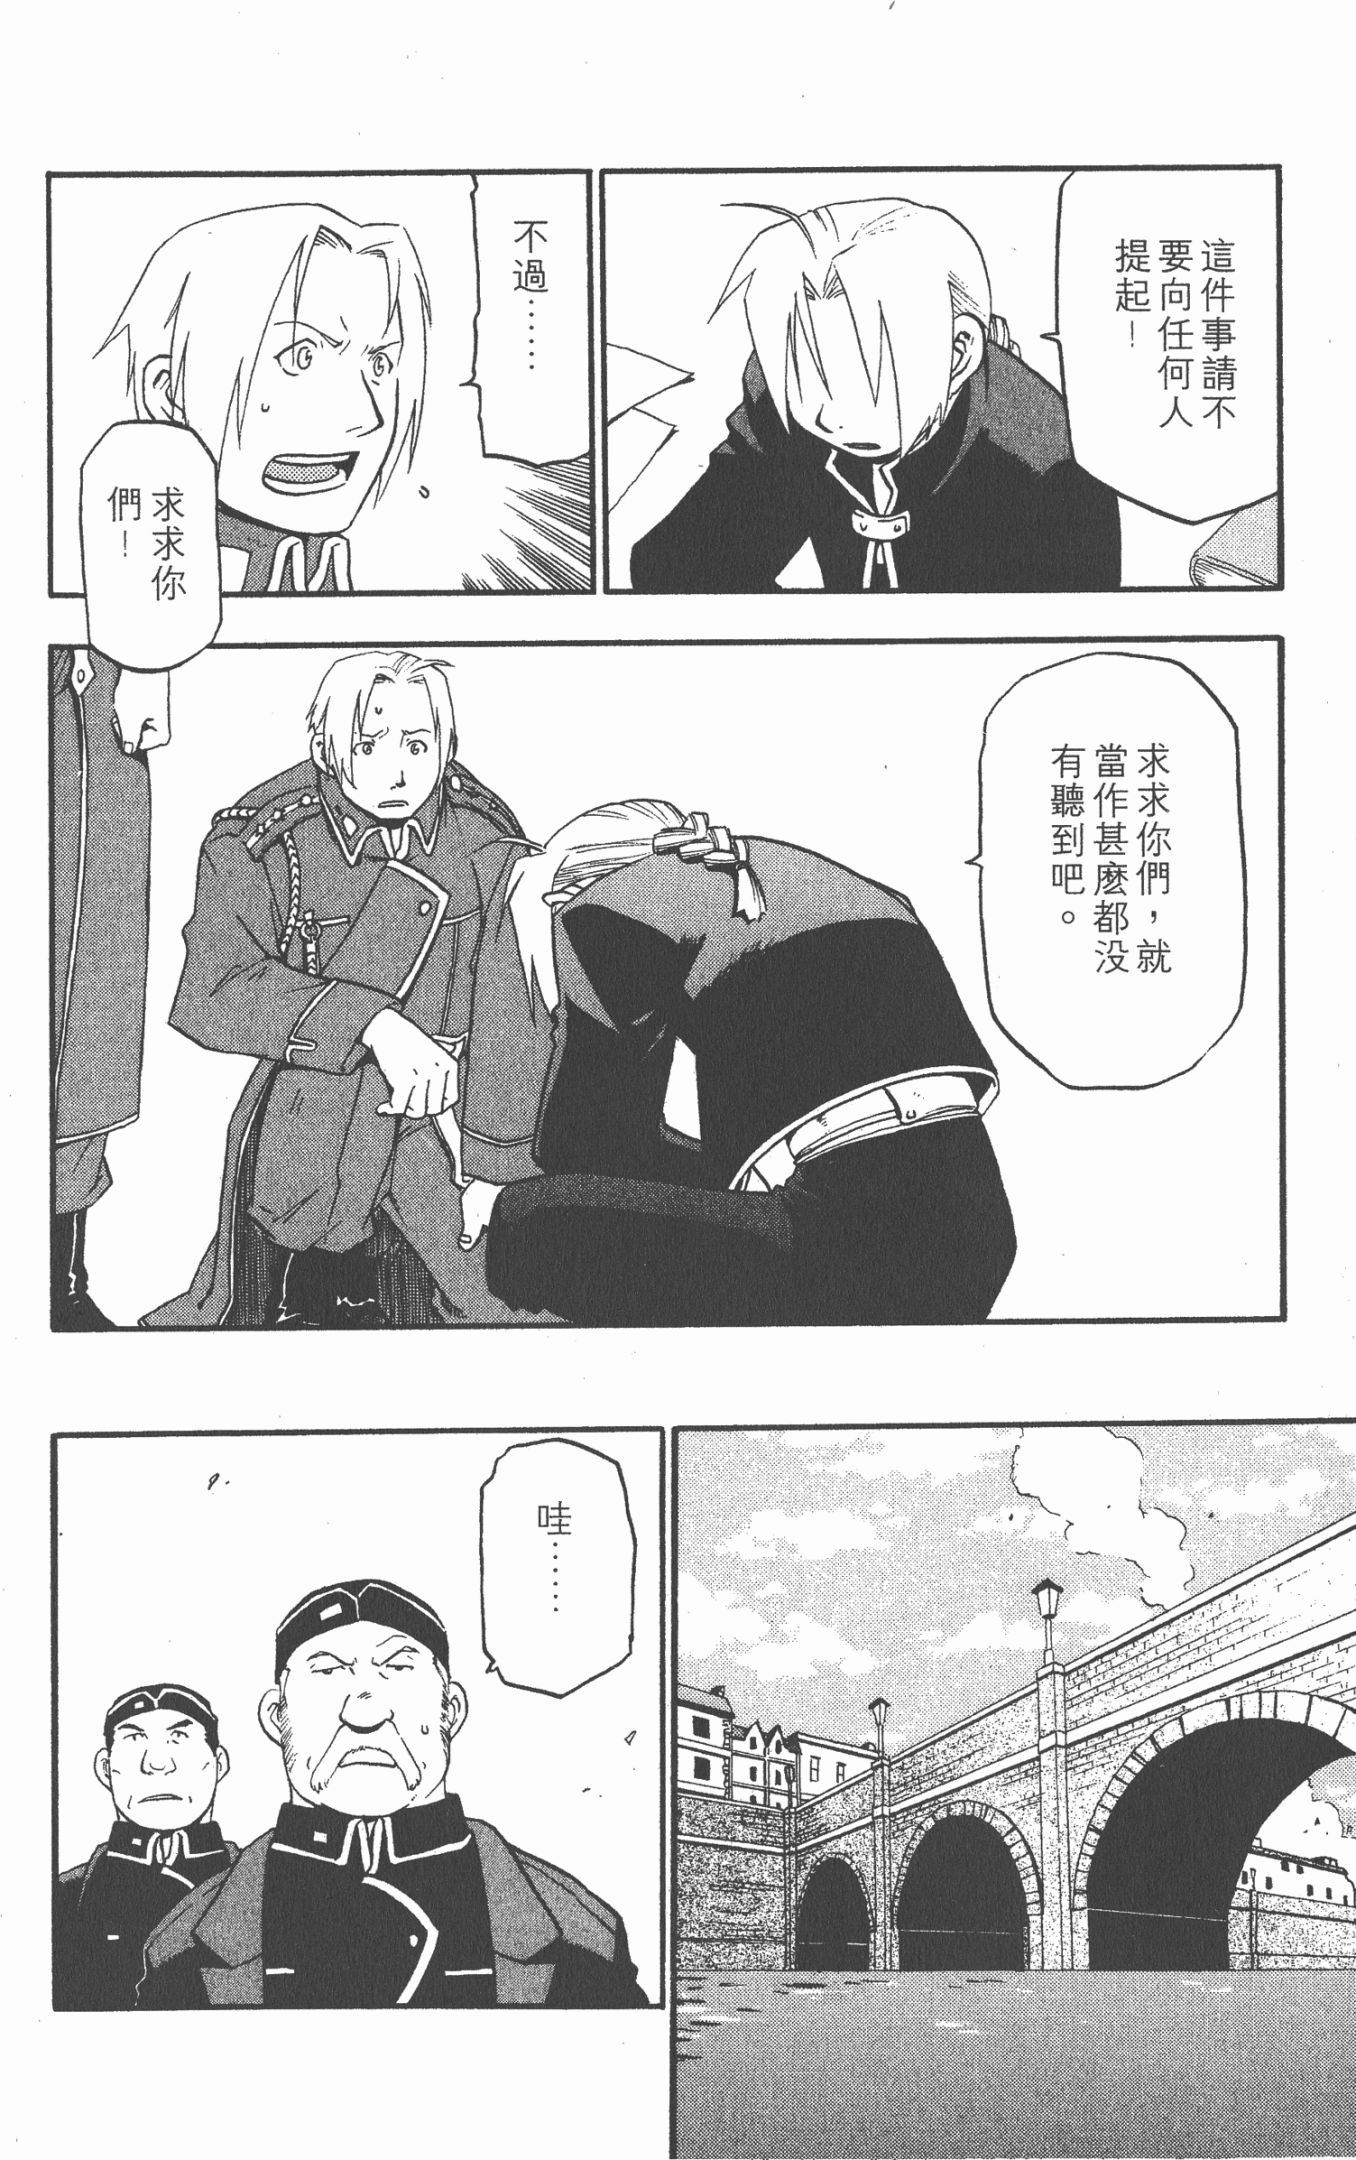 這件事請不
要向任何人
提起！
不過……
求求你
們！
求求你們，就
當作甚麼都没
有聽到吧。
哇……